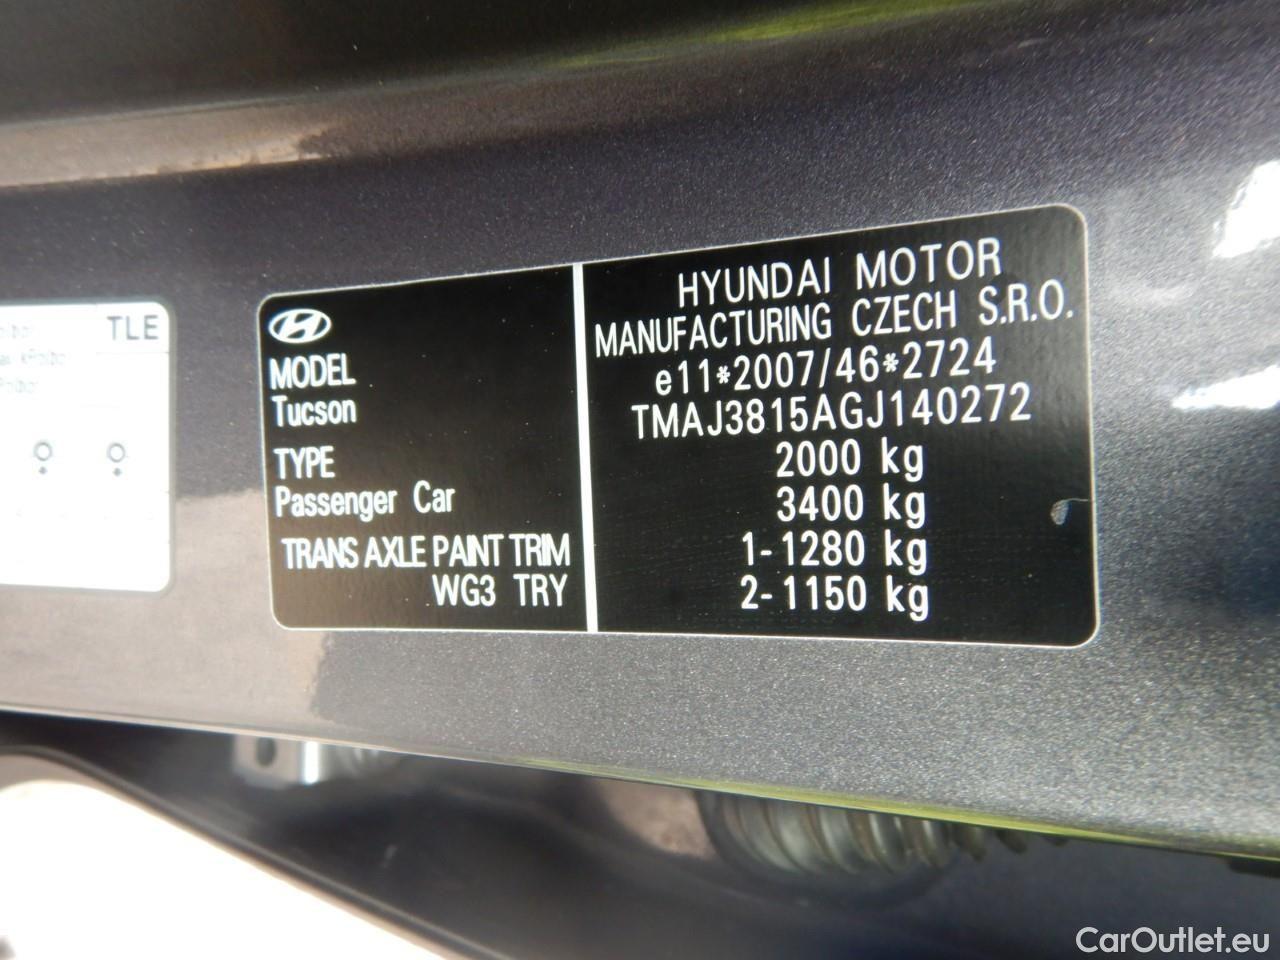 TLE
MODEL
Tucson
TYPE
Passenger Car
TRANS AXLE PAINT TRIM
WG3 TRY
HYUNDAI MOTOR
MANUFACTURING CZECH S.R.O.
e11*2007/46*2724
TMAJ3815AGJ140272
2000 kg
3400 kg
1-1280 kg
2-1150 kg
CarOutlet.eu